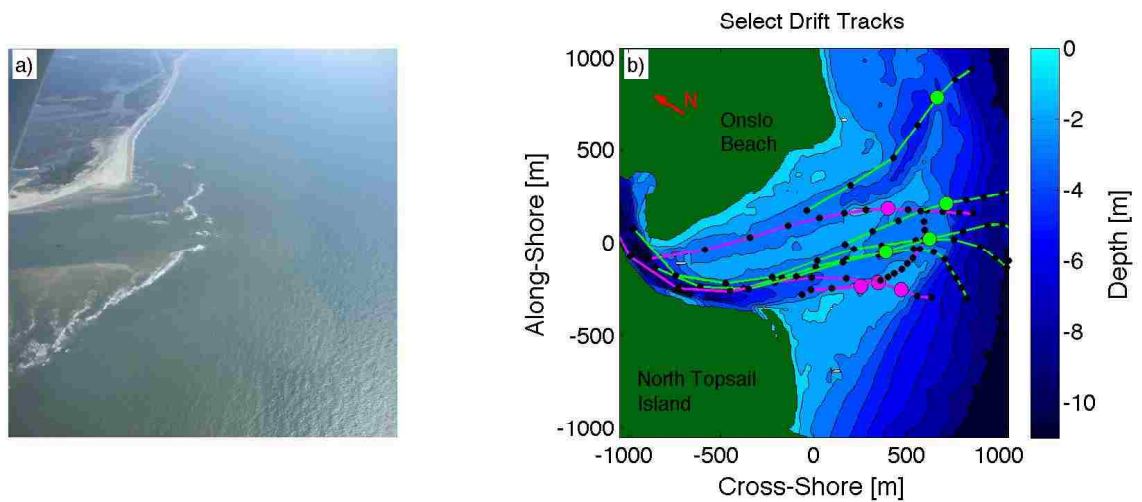 a)
Select Drift Tracks
b)
N
Onslo
Beach
North Topsail
Island
1000
500
0
-500
-1000
Along-Shore [m]
-1000
-500
0
500
1000
Cross-Shore [m]
0
-2
-4
-6
-8
-10
Depth [m]